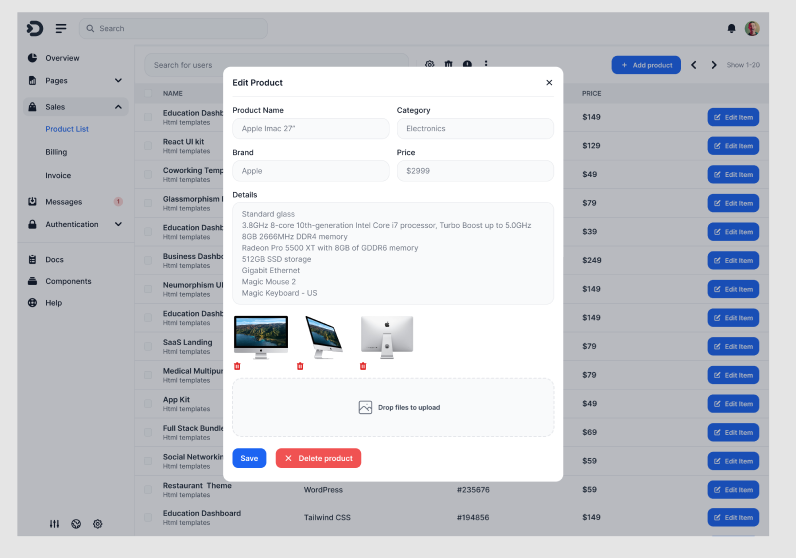 Search
Overview
Pages
Sales
Product List
Billing
Invoice
Messages
1
Authentication
Docs
Components
Help
Search for users
Add product
Show 1-20
NAME
PRICE
Education Dashb
Html templates
$149
Edit Item
React UI kit
Html templates
$129
Edit Item
Coworking Temp
Html templates
$49
Edit Item
Glassmorphism
Html templates
$79
Edit Item
Education Dashb
Html templates
$39
Edit Item
Business Dashbo
Html templates
$249
Edit Item
Neumorphism UI
Html templates
$149
Edit Item
Education Dashb
Html templates
$149
Edit Item
SaaS Landing
Html templates
$79
Edit Item
Medical Multipur
Html templates
$79
Edit Item
App Kit
Html templates
$49
Edit Item
Full Stack Bundle
Html templates
$69
Edit Item
Social Networkin
Html templates
$59
Edit Item
Restaurant Theme
Html templates
WordPress
#235676
$59
Edit Item
Education Dashboard
Html templates
Tailwind CSS
#194856
$149
Edit Item
Edit Product
Product Name
Category
Apple Imac 27"
Electronics
Brand
Price
Apple
$2999
Details
Standard glass
3.8GHz 8-core 10th-generation Intel Core i7 processor, Turbo Boost up to 5.0GHz
8GB 2666MHz DDR4 memory
Radeon Pro 5500 XT with 8GB of GDDR6 memory
512GB SSD storage
Gigabit Ethernet
Magic Mouse 2
Magic Keyboard - US
Drop files to upload
Save
Delete product